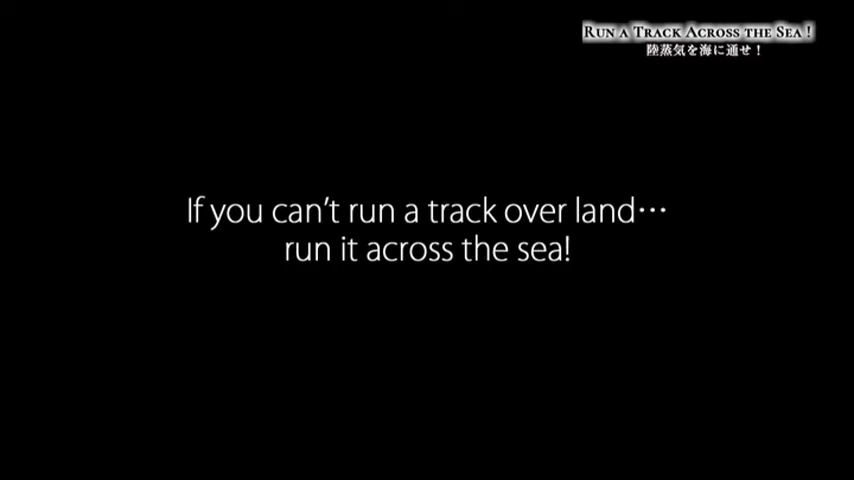 RUN A TRACK ACROSS THE SEA!
陸蒸気を海に通せ！
If you can't run a track over land…
run it across the sea!